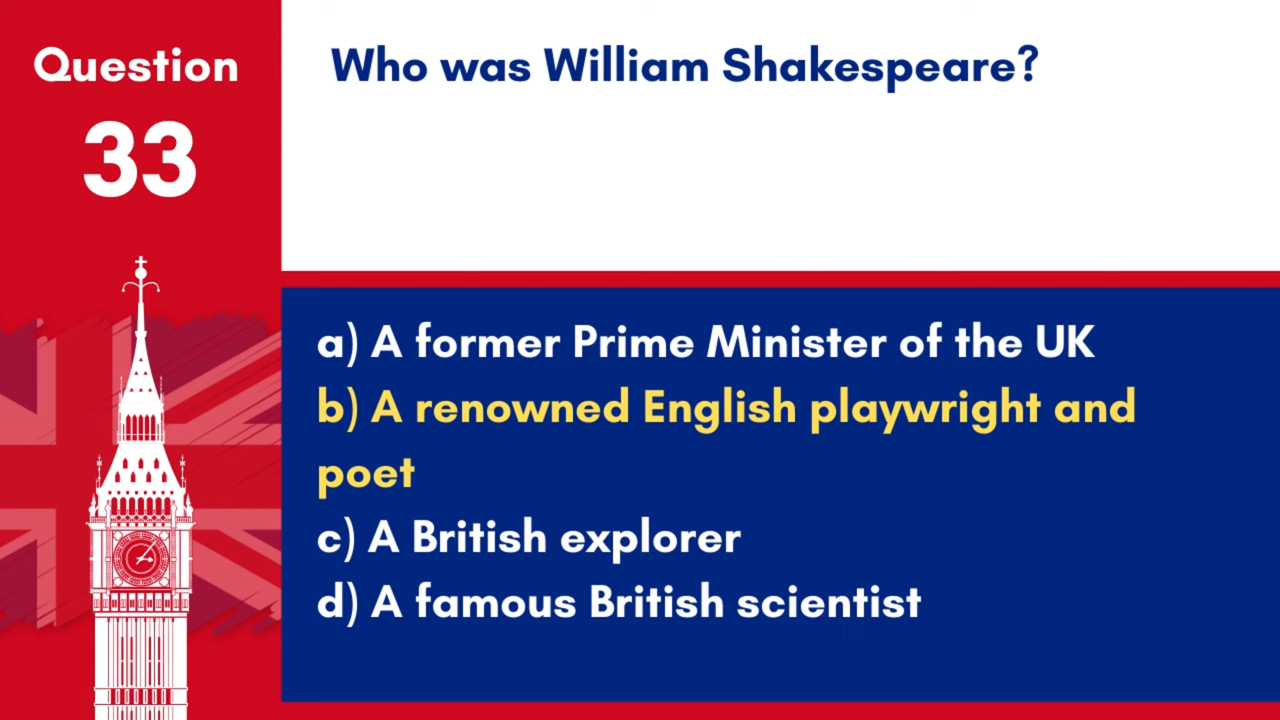 Question
33
Who was William Shakespeare?
a) A former Prime Minister of the UK
b) A renowned English playwright and
poet
c) A British explorer
d) A famous British scientist